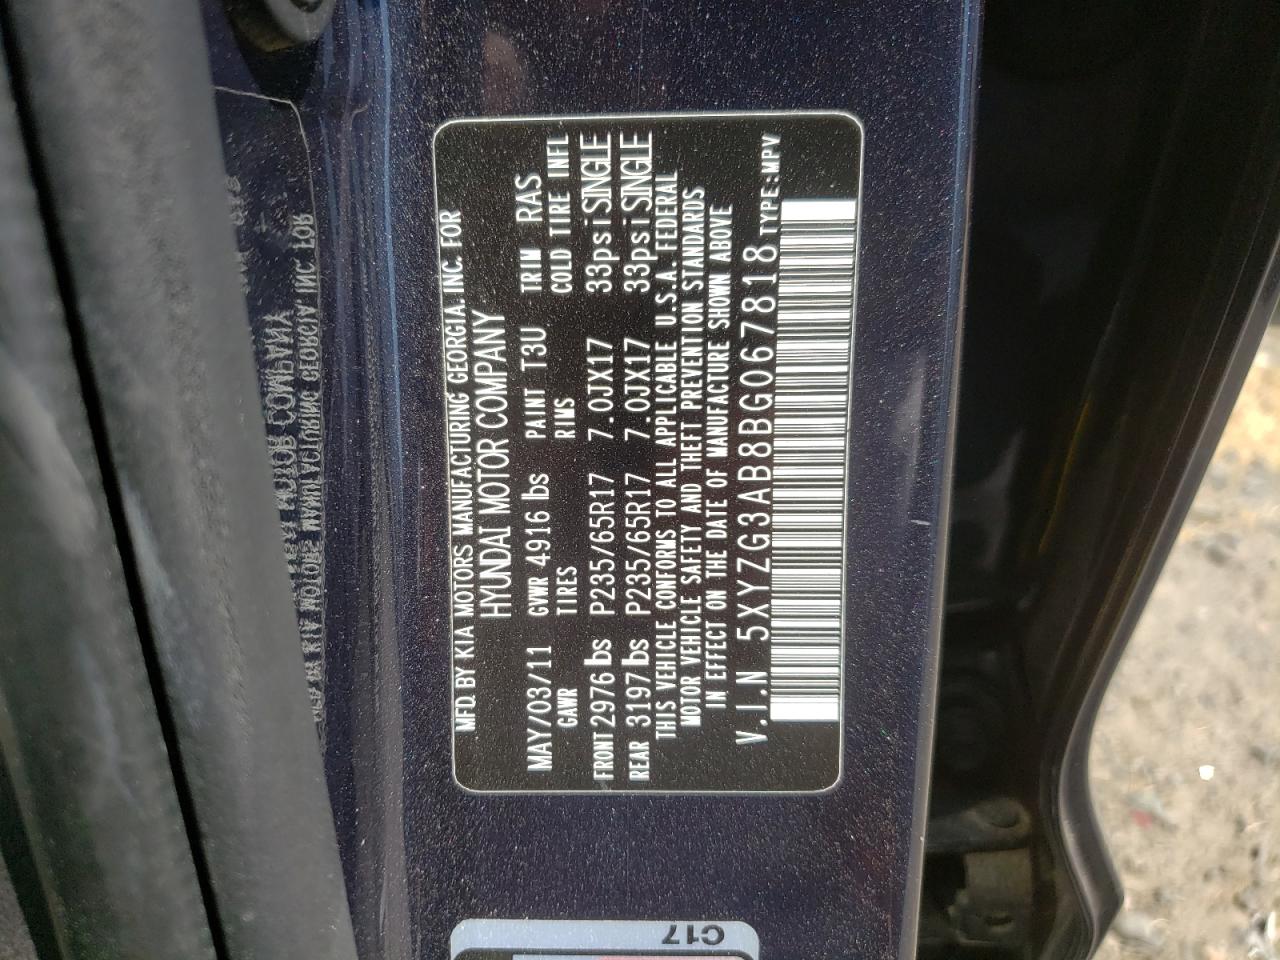 MFD. BY KIA MOTORS MANUFACTURING GEORGIA. INC. FOR
HYUNDAI MOTOR COMPANY
MAY/03/11 GVWR 4916 lbs PAINT T3U TRIM RAS
GAWR TIRES RIMS COLD TIRE INFL
FRONT 2976 lbs P235/65R17 7.0JX17 33psi SINGLE
REAR 3197 lbs P235/65R17 7.0JX17 33psi SINGLE
THIS VEHICLE CONFORMS TO ALL APPLICABLE U.S.A. FEDERAL
MOTOR VEHICLE SAFETY AND THEFT PREVENTION STANDARDS
IN EFFECT ON THE DATE OF MANUFACTURE SHOWN ABOVE
V.I.N 5XYZG3AB8BG067818 TYPE:MPV
C17